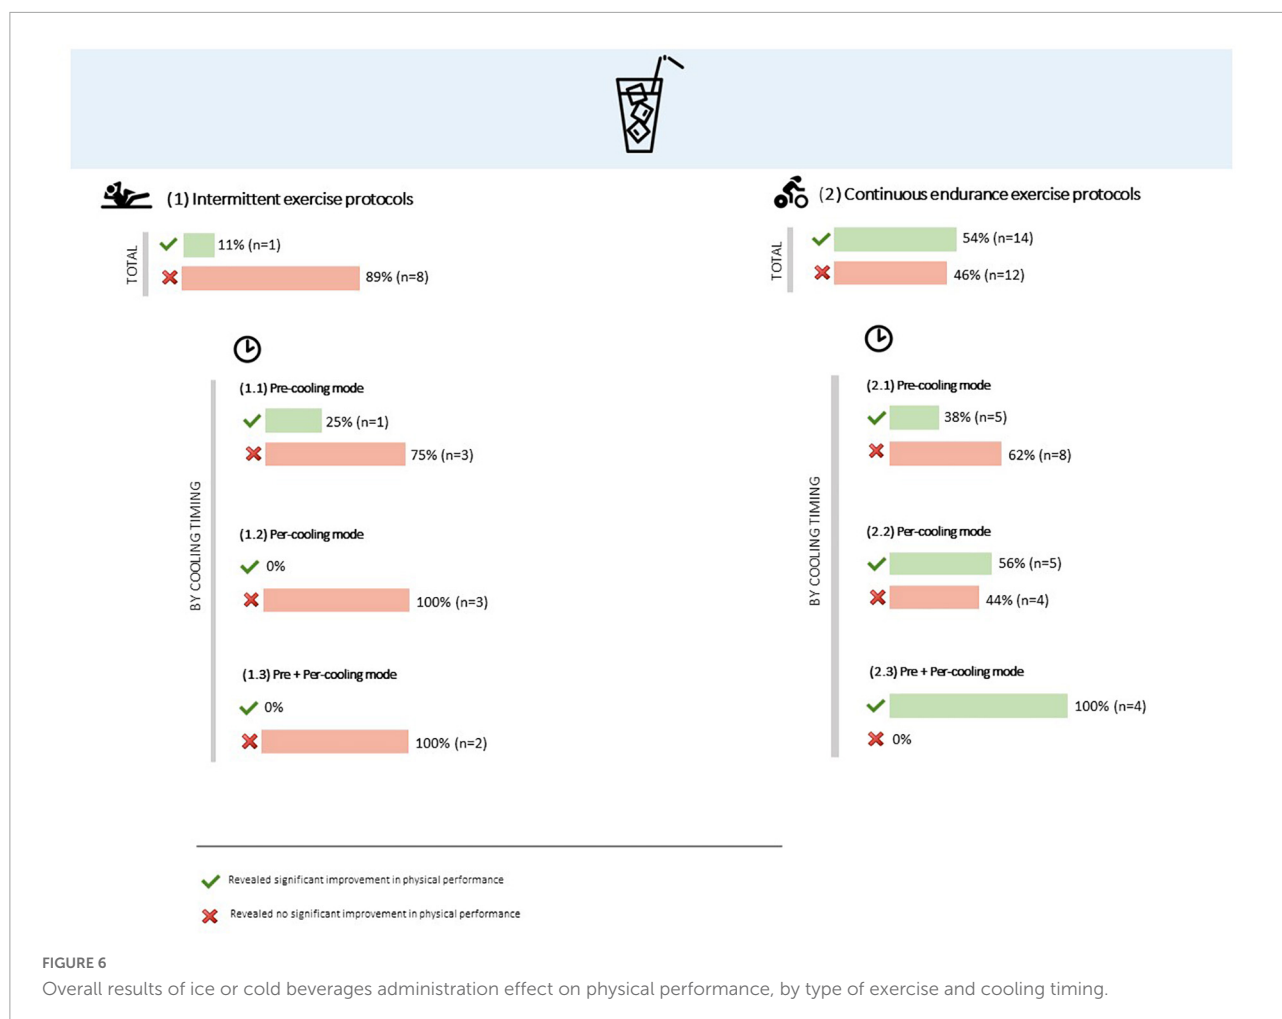 (1) Intermittent exercise protocols
TOTAL
11% (n=1)
89% (n=8)
BY COOLING TIMING
(1.1) Pre-cooling mode
25% (n=1)
75% (n=3)
(1.2) Per-cooling mode
0%
100% (n=3)
(1.3) Pre + Per-cooling mode
0%
100% (n=2)
(2) Continuous endurance exercise protocols
TOTAL
54% (n=14)
46% (n=12)
BY COOLING TIMING
(2.1) Pre-cooling mode
38% (n=5)
62% (n=8)
(2.2) Per-cooling mode
56% (n=5)
44% (n=4)
(2.3) Pre + Per-cooling mode
100% (n=4)
0%
Revealed significant improvement in physical performance
Revealed no significant improvement in physical performance
FIGURE 6
Overall results of ice or cold beverages administration effect on physical performance, by type of exercise and cooling timing.